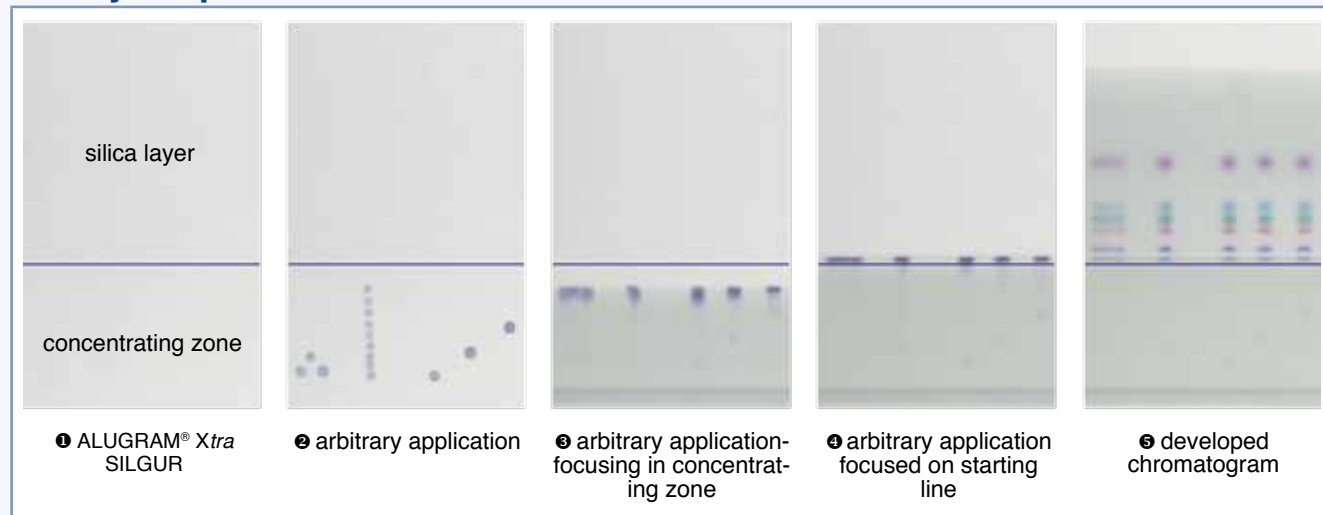 silica layer
concentrating zone
❶ ALUGRAM® Xtra
SILGUR
❷ arbitrary application
❸ arbitrary application-
focusing in concentrat-
ing zone
❹ arbitrary application
focused on starting
line
❺ developed
chromatogram